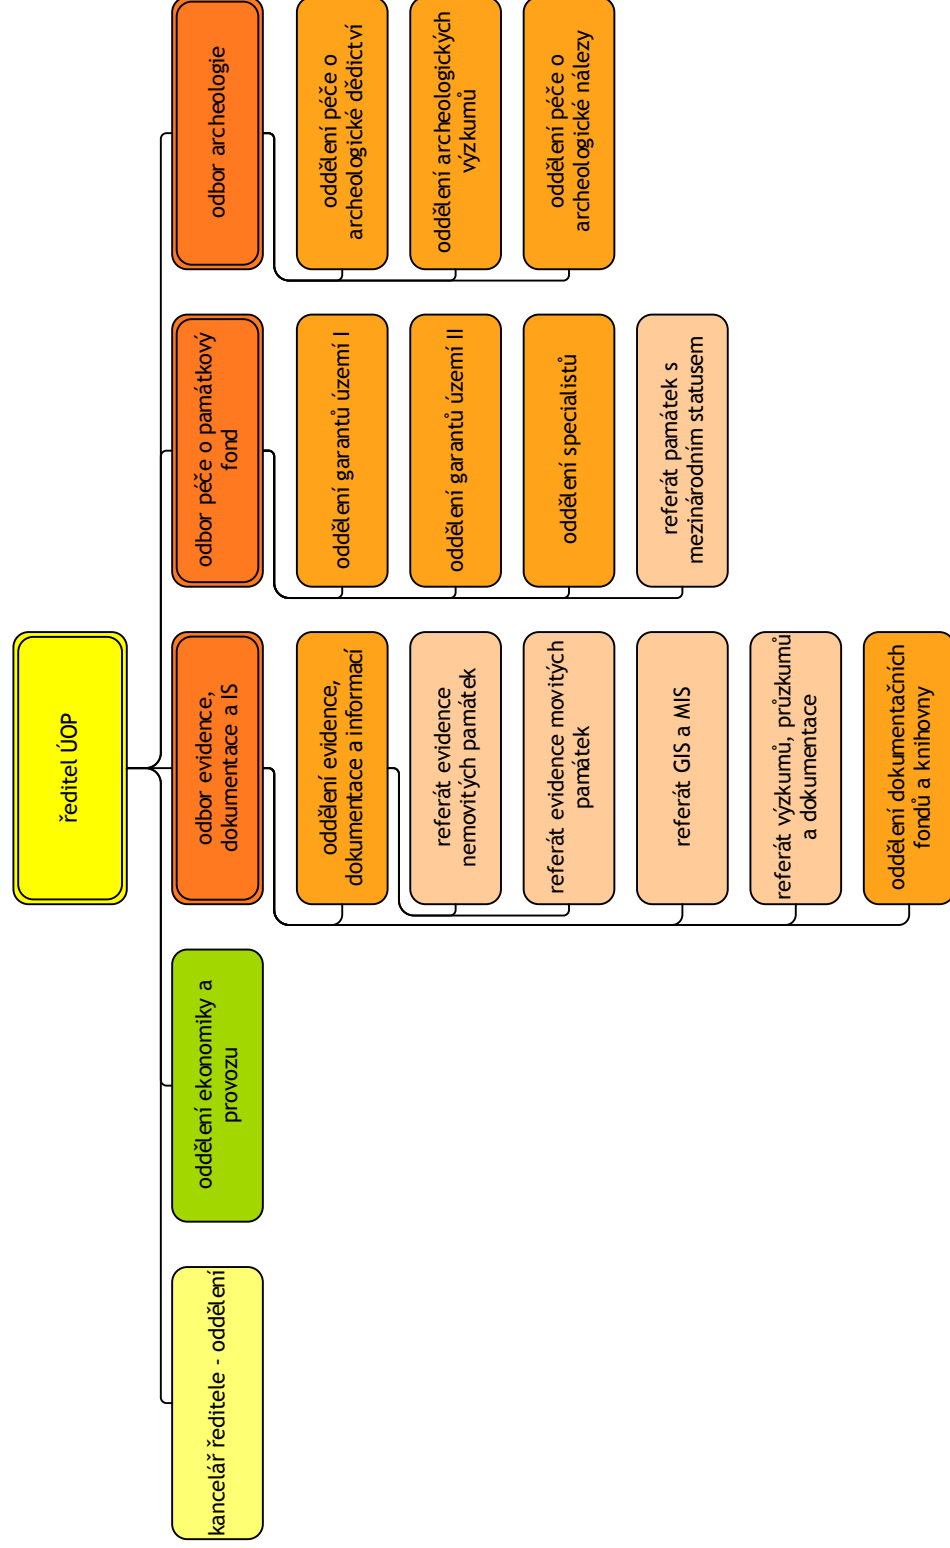 ředitel ÚOP
kancelář ředitele - oddělení
oddělení ekonomiky a
provozu
odbor evidence,
dokumentace a IS
oddělení evidence,
dokumentace a informací
referát evidence
nemovitých památek
referát evidence movitých
památek
referát GIS a MIS
referát výzkumů, průzkumů
a dokumentace
oddělení dokumentačních
fondů a knihovny
odbor péče o památkový
fond
oddělení garantů území I
oddělení garantů území II
oddělení specialistů
referát památek s
mezinárodním statusem
odbor archeologie
oddělení péče o
archeologické dědictví
oddělení archeologických
výzkumů
oddělení péče o
archeologické nálezy